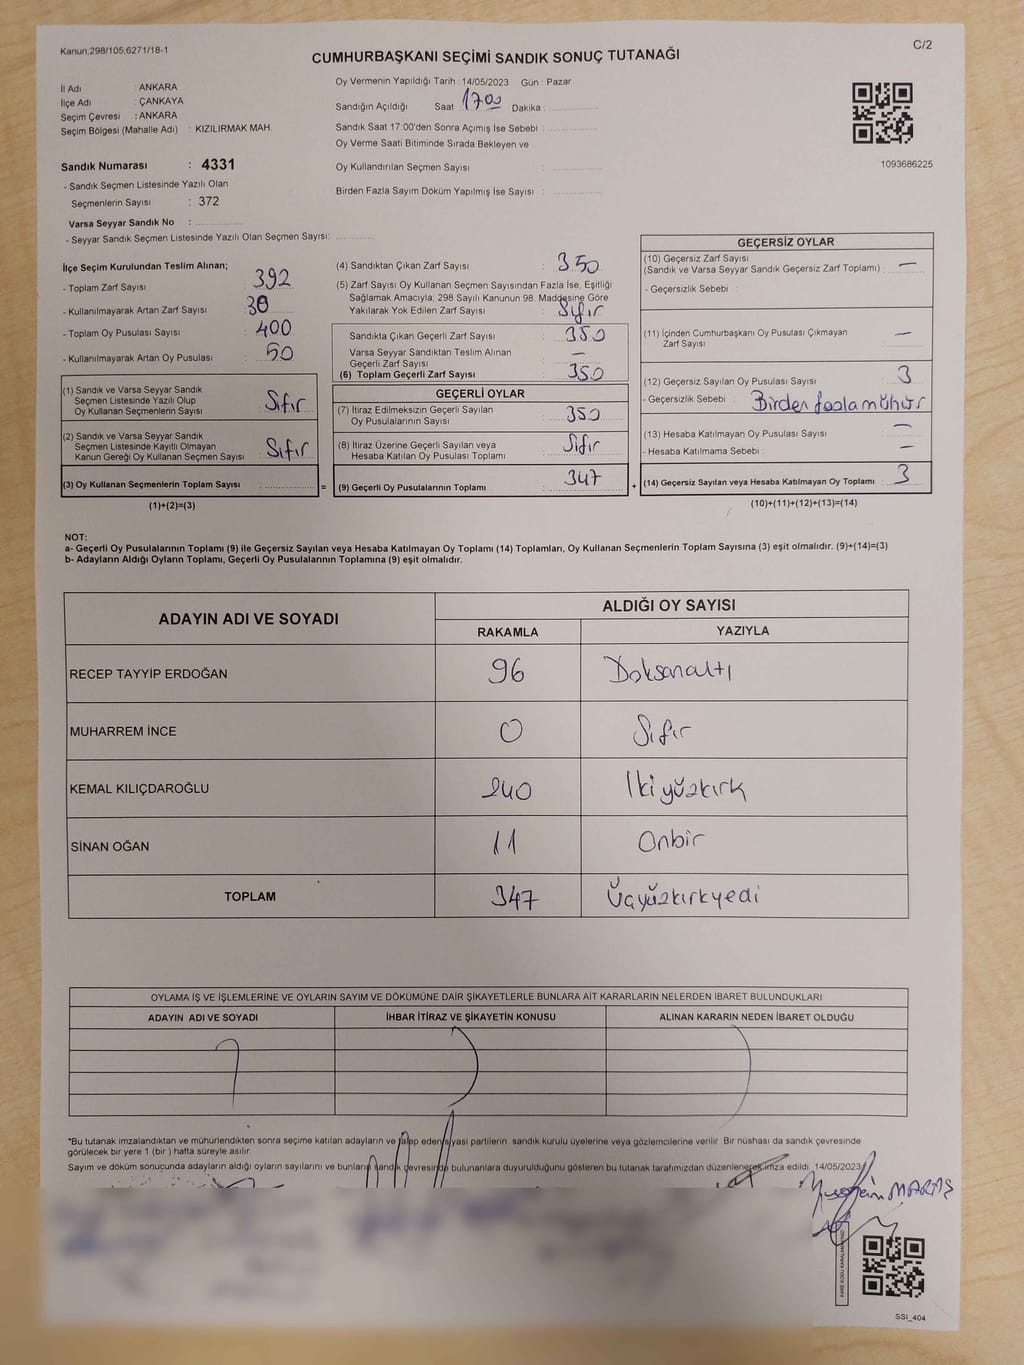 Kanun;298/105;6271/18-1
C/2
CUMHURBAŞKANI SEÇİMİ SANDIK SONUÇ TUTANAĞI
İl Adı : ANKARA
İlçe Adı : ÇANKAYA
Seçim Çevresi : ANKARA
Seçim Bölgesi (Mahalle Adı) : KIZILIRMAK MAH.
Sandık Numarası : 4331
- Sandık Seçmen Listesinde Yazılı Olan
Seçmenlerin Sayısı : 372
Varsa Seyyar Sandık No :
- Seyyar Sandık Seçmen Listesinde Yazılı Olan Seçmen Sayısı:
Oy Vermenin Yapıldığı Tarih : 14/05/2023 Gün : Pazar
Sandığın Açıldığı Saat : 17:00 Dakika :
Sandık Saat 17:00'den Sonra Açımış İse Sebebi :
Oy Verme Saati Bitiminde Sırada Bekleyen ve
Oy Kullandırılan Seçmen Sayısı :
Birden Fazla Sayım Döküm Yapılmış İse Sayısı :
1093686225
İlçe Seçim Kurulundan Teslim Alınan;
- Toplam Zarf Sayısı : 392
- Kullanılmayarak Artan Zarf Sayısı : 30
- Toplam Oy Pusulası Sayısı : 400
- Kullanılmayarak Artan Oy Pusulası : 50
(1) Sandık ve Varsa Seyyar Sandık
Seçmen Listesinde Yazılı Olup
Oy Kullanan Seçmenlerin Sayısı : Sıfır
(2) Sandık ve Varsa Seyyar Sandık
Seçmen Listesinde Kayıtlı Olmayan
Kanun Gereği Oy Kullanan Seçmen Sayısı : Sıfır
(3) Oy Kullanan Seçmenlerin Toplam Sayısı :
(1)+(2)=(3)
(4) Sandıktan Çıkan Zarf Sayısı : 350
(5) Zarf Sayısı Oy Kullanan Seçmen Sayısından Fazla İse, Eşitliği
Sağlamak Amacıyla; 298 Sayılı Kanunun 98. Maddesine Göre
Yakılarak Yok Edilen Zarf Sayısı : Sıfır
Sandıkta Çıkan Geçerli Zarf Sayısı : 350
Varsa Seyyar Sandıktan Teslim Alınan
Geçerli Zarf Sayısı : —
(6) Toplam Geçerli Zarf Sayısı : 350
GEÇERLİ OYLAR
(7) İtiraz Edilmeksizin Geçerli Sayılan
Oy Pusulalarının Sayısı : 350
(8) İtiraz Üzerine Geçerli Sayılan veya
Hesaba Katılan Oy Pusulası Toplamı : Sıfır
= (9) Geçerli Oy Pusulalarının Toplamı : 347
GEÇERSİZ OYLAR
(10) Geçersiz Zarf Sayısı
(Sandık ve Varsa Seyyar Sandık Geçersiz Zarf Toplamı) : —
- Geçersizlik Sebebi :
(11) İçinden Cumhurbaşkanı Oy Pusulası Çıkmayan
Zarf Sayısı : —
(12) Geçersiz Sayılan Oy Pusulası Sayısı : 3
- Geçersizlik Sebebi : Birden fazla mühür
(13) Hesaba Katılmayan Oy Pusulası Sayısı : —
- Hesaba Katılmama Sebebi : —
+ (14) Geçersiz Sayılan veya Hesaba Katılmayan Oy Toplamı : 3
(10)+(11)+(12)+(13)=(14)
NOT:
a- Geçerli Oy Pusulalarının Toplamı (9) ile Geçersiz Sayılan veya Hesaba Katılmayan Oy Toplamı (14) Toplamları, Oy Kullanan Seçmenlerin Toplam Sayısına (3) eşit olmalıdır. (9)+(14)=(3)
b- Adayların Aldığı Oyların Toplamı, Geçerli Oy Pusulalarının Toplamına (9) eşit olmalıdır.
ADAYIN ADI VE SOYADI
ALDIĞI OY SAYISI
RAKAMLA YAZIYLA
RECEP TAYYİP ERDOĞAN 96 Doksanaltı
MUHARREM İNCE 0 Sıfır
KEMAL KILIÇDAROĞLU 240 İkiyüzkırk
SİNAN OĞAN 11 Onbir
TOPLAM 347 Üçyüzkırkyedi
OYLAMA İŞ VE İŞLEMLERİNE VE OYLARIN SAYIM VE DÖKÜMÜNE DAİR ŞİKAYETLERLE BUNLARA AİT KARARLARIN NELERDEN İBARET BULUNDUKLARI
ADAYIN ADI VE SOYADI İHBAR İTİRAZ VE ŞİKAYETİN KONUSU ALINAN KARARIN NEDEN İBARET OLDUĞU
*Bu tutanak imzalandıktan ve mühürlendikten sonra seçime katılan adayların ve talep eden siyasi partilerin sandık kurulu üyelerine veya gözlemcilerine verilir. Bir nüshası da sandık çevresinde
görülecek bir yere 1 (bir ) hafta süreyle asılır.
Sayım ve döküm sonucunda adayların aldığı oyların sayılarını ve bunların sandık çevresinde bulunanlara duyurulduğunu gösteren bu tutanak tarafımızdan düzenlenerek imza edildi. 14/05/2023
SSI_404